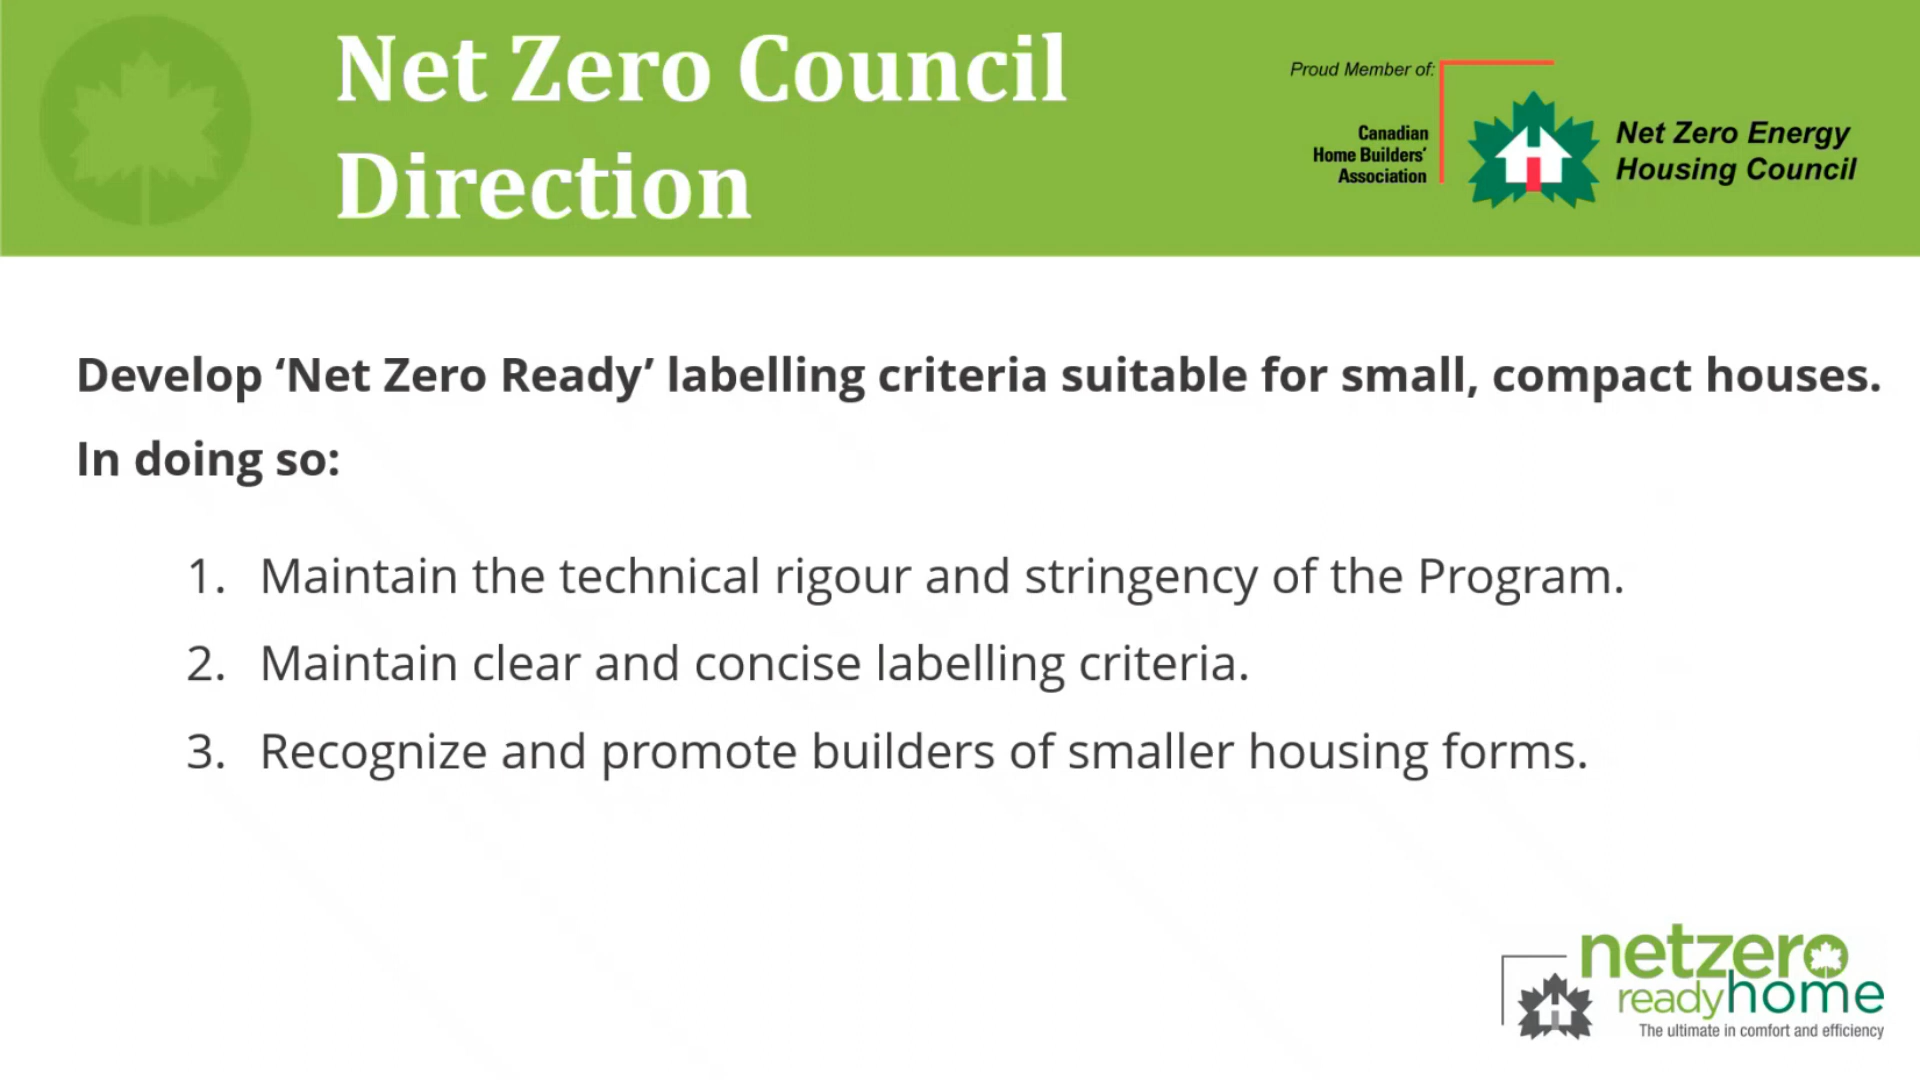 Net Zero Council
Direction
Proud Member of:
Canadian
Home Builders'
Association
Net Zero Energy
Housing Council
Develop ‘Net Zero Ready’ labelling criteria suitable for small, compact houses.
In doing so:
1. Maintain the technical rigour and stringency of the Program.
2. Maintain clear and concise labelling criteria.
3. Recognize and promote builders of smaller housing forms.
netzero
readyhome
The ultimate in comfort and efficiency